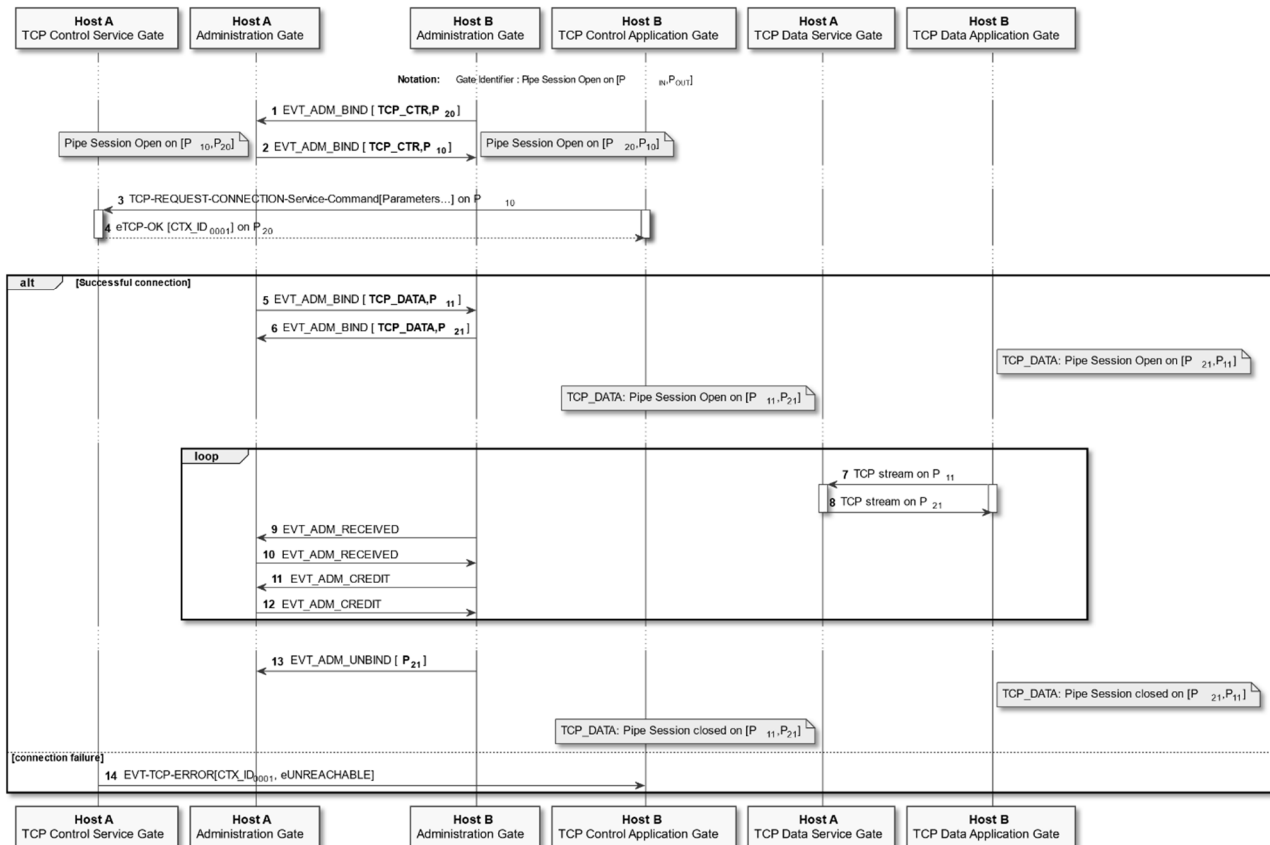 Host A
TCP Control Service Gate
Host A
Administration Gate
Host B
Administration Gate
Host B
TCP Control Application Gate
Host A
TCP Data Service Gate
Host B
TCP Data Application Gate
Notation: Gate Identifier : Pipe Session Open on [P IN,POUT]
1 EVT_ADM_BIND [ TCP_CTR,P 20]
Pipe Session Open on [P 10,P20]
2 EVT_ADM_BIND [ TCP_CTR,P 10]
Pipe Session Open on [P 20,P10]
3 TCP-REQUEST-CONNECTION-Service-Command[Parameters...] on P 10
4 eTCP-OK [CTX_ID0001] on P20
alt [Successful connection]
5 EVT_ADM_BIND [ TCP_DATA,P 11]
6 EVT_ADM_BIND [ TCP_DATA,P 21]
TCP_DATA: Pipe Session Open on [P 21,P11]
TCP_DATA: Pipe Session Open on [P 11,P21]
loop
7 TCP stream on P 11
8 TCP stream on P 21
9 EVT_ADM_RECEIVED
10 EVT_ADM_RECEIVED
11 EVT_ADM_CREDIT
12 EVT_ADM_CREDIT
13 EVT_ADM_UNBIND [ P21]
TCP_DATA: Pipe Session closed on [P 21,P11]
TCP_DATA: Pipe Session closed on [P 11,P21]
[connection failure]
14 EVT-TCP-ERROR[CTX_ID0001, eUNREACHABLE]
Host A
TCP Control Service Gate
Host A
Administration Gate
Host B
Administration Gate
Host B
TCP Control Application Gate
Host A
TCP Data Service Gate
Host B
TCP Data Application Gate